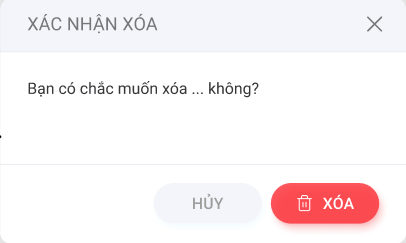 XÁC NHẬN XÓA
Bạn có chắc muốn xóa ... không?
HỦY
XÓA